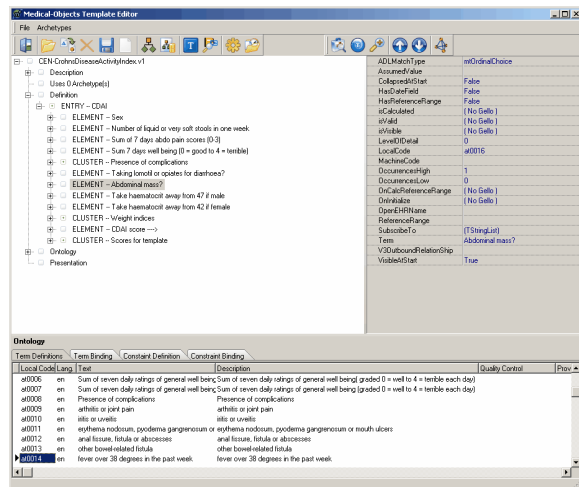 Medical-Objects Template Editor
File Archetypes
CEN-CrohnsDiseaseActivityIndex.v1
Description
Uses 0 Archetype(s)
Definition
ENTRY -- CDAI
ELEMENT -- Sex
ELEMENT -- Number of liquid or very soft stools in one week
ELEMENT -- Sum of 7 days abdo pain scores (0-3)
ELEMENT -- Sum 7 days well being (0 = good to 4 = terrible)
CLUSTER -- Presence of complications
ELEMENT -- Taking lomotil or opiates for diarrhoea?
ELEMENT -- Abdominal mass?
ELEMENT -- Take haematocrit away from 47 if male
ELEMENT -- Take haematocrit away from 42 if female
CLUSTER -- Weight indices
ELEMENT -- CDAI score ---->
CLUSTER -- Scores for template
Ontology
Presentation
ADLMatchType mtOrdinalChoice
AssumedValue
CollapsedAtStart False
HasDateField False
HasReferenceRange False
isCalculated ( No Gello )
isValid ( No Gello )
isVisible ( No Gello )
LevelOfDetail 0
LocalCode at0016
MachineCode
OccurrencesHigh 1
OccurrencesLow 0
OnCalcReferenceRange ( No Gello )
OnInitialize ( No Gello )
OpenEHRName
ReferenceRange
SubscribeTo (TStringList)
Term Abdominal mass?
V3OutboundRelationShip
VisibleAtStart True
Ontology
Term Definitions Term Binding Constaint Definition Constraint Binding
Local Code Lang. Text Description Quality Control Prov
at0006 en Sum of seven daily ratings of general well being Sum of seven daily ratings of general well being( graded 0 = well to 4 = terrible each day)
at0007 en Sum of seven daily ratings of general well being Sum of seven daily ratings of general well being( graded 0 = well to 4 = terrible each day)
at0008 en Presence of complications Presence of complications
at0009 en arthritis or joint pain arthritis or joint pain
at0010 en iritis or uveitis iritis or uveitis
at0011 en erythema nodosum, pyoderma gangrenosum or erythema nodosum, pyoderma gangrenosum or mouth ulcers
at0012 en anal fissure, fistula or abscesses anal fissure, fistula or abscesses
at0013 en other bowel-related fistula other bowel-related fistula
at0014 en fever over 38 degrees in the past week. fever over 38 degrees in the past week.